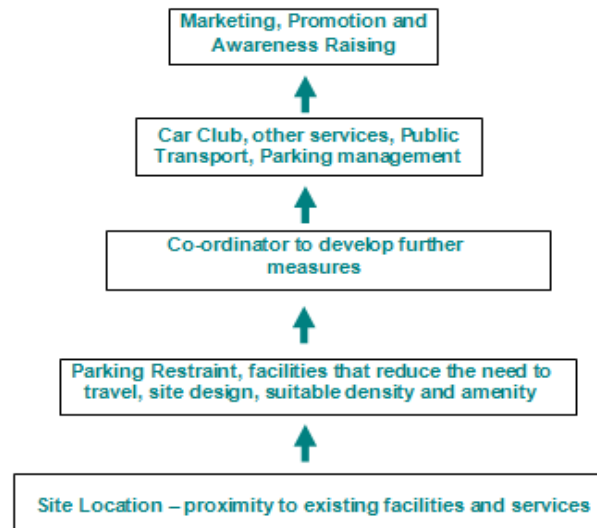 Marketing, Promotion and
Awareness Raising
Car Club, other services, Public
Transport, Parking management
Co-ordinator to develop further
measures
Parking Restraint, facilities that reduce the need to
travel, site design, suitable density and amenity
Site Location – proximity to existing facilities and services